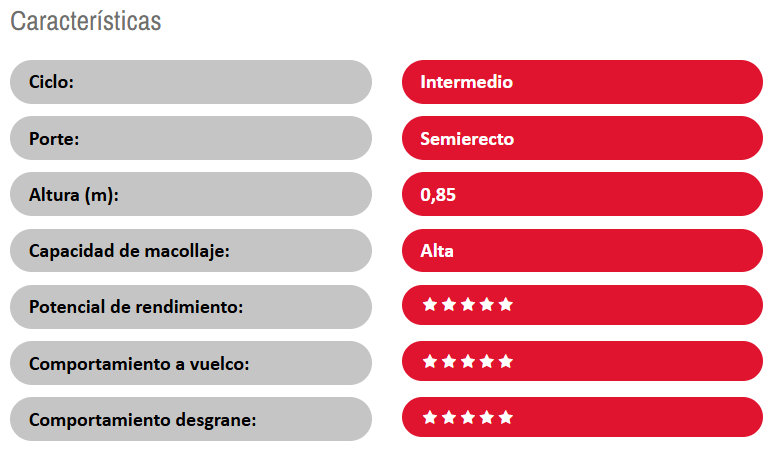 Características
Ciclo: Intermedio
Porte: Semierecto
Altura (m): 0,85
Capacidad de macollaje: Alta
Potencial de rendimiento: ★★★★★
Comportamiento a vuelco: ★★★★★
Comportamiento desgrane: ★★★★★